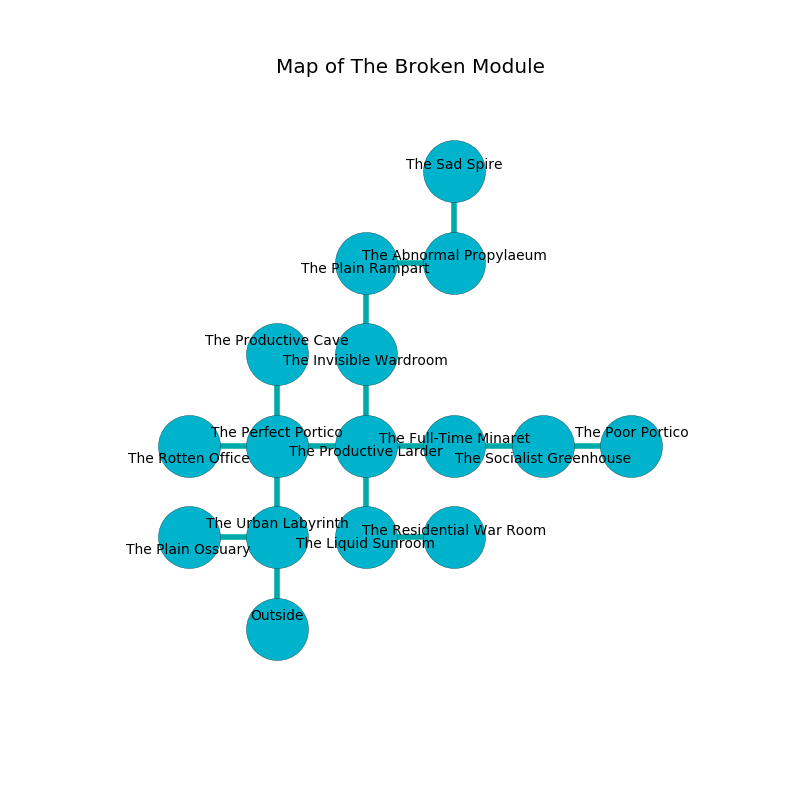 Map of The Broken Module
The Sad Spire
The Abnormal Propylaeum
The Plain Rampart
The Productive Cave
The Invisible Wardroom
The Perfect Portico
The Poor Portico
The Full-Time Minaret
The Productive Larder
The Rotten Office
The Socialist Greenhouse
The Urban Labyrinth
The Residential War Room
The Liquid Sunroom
The Plain Ossuary
Outside